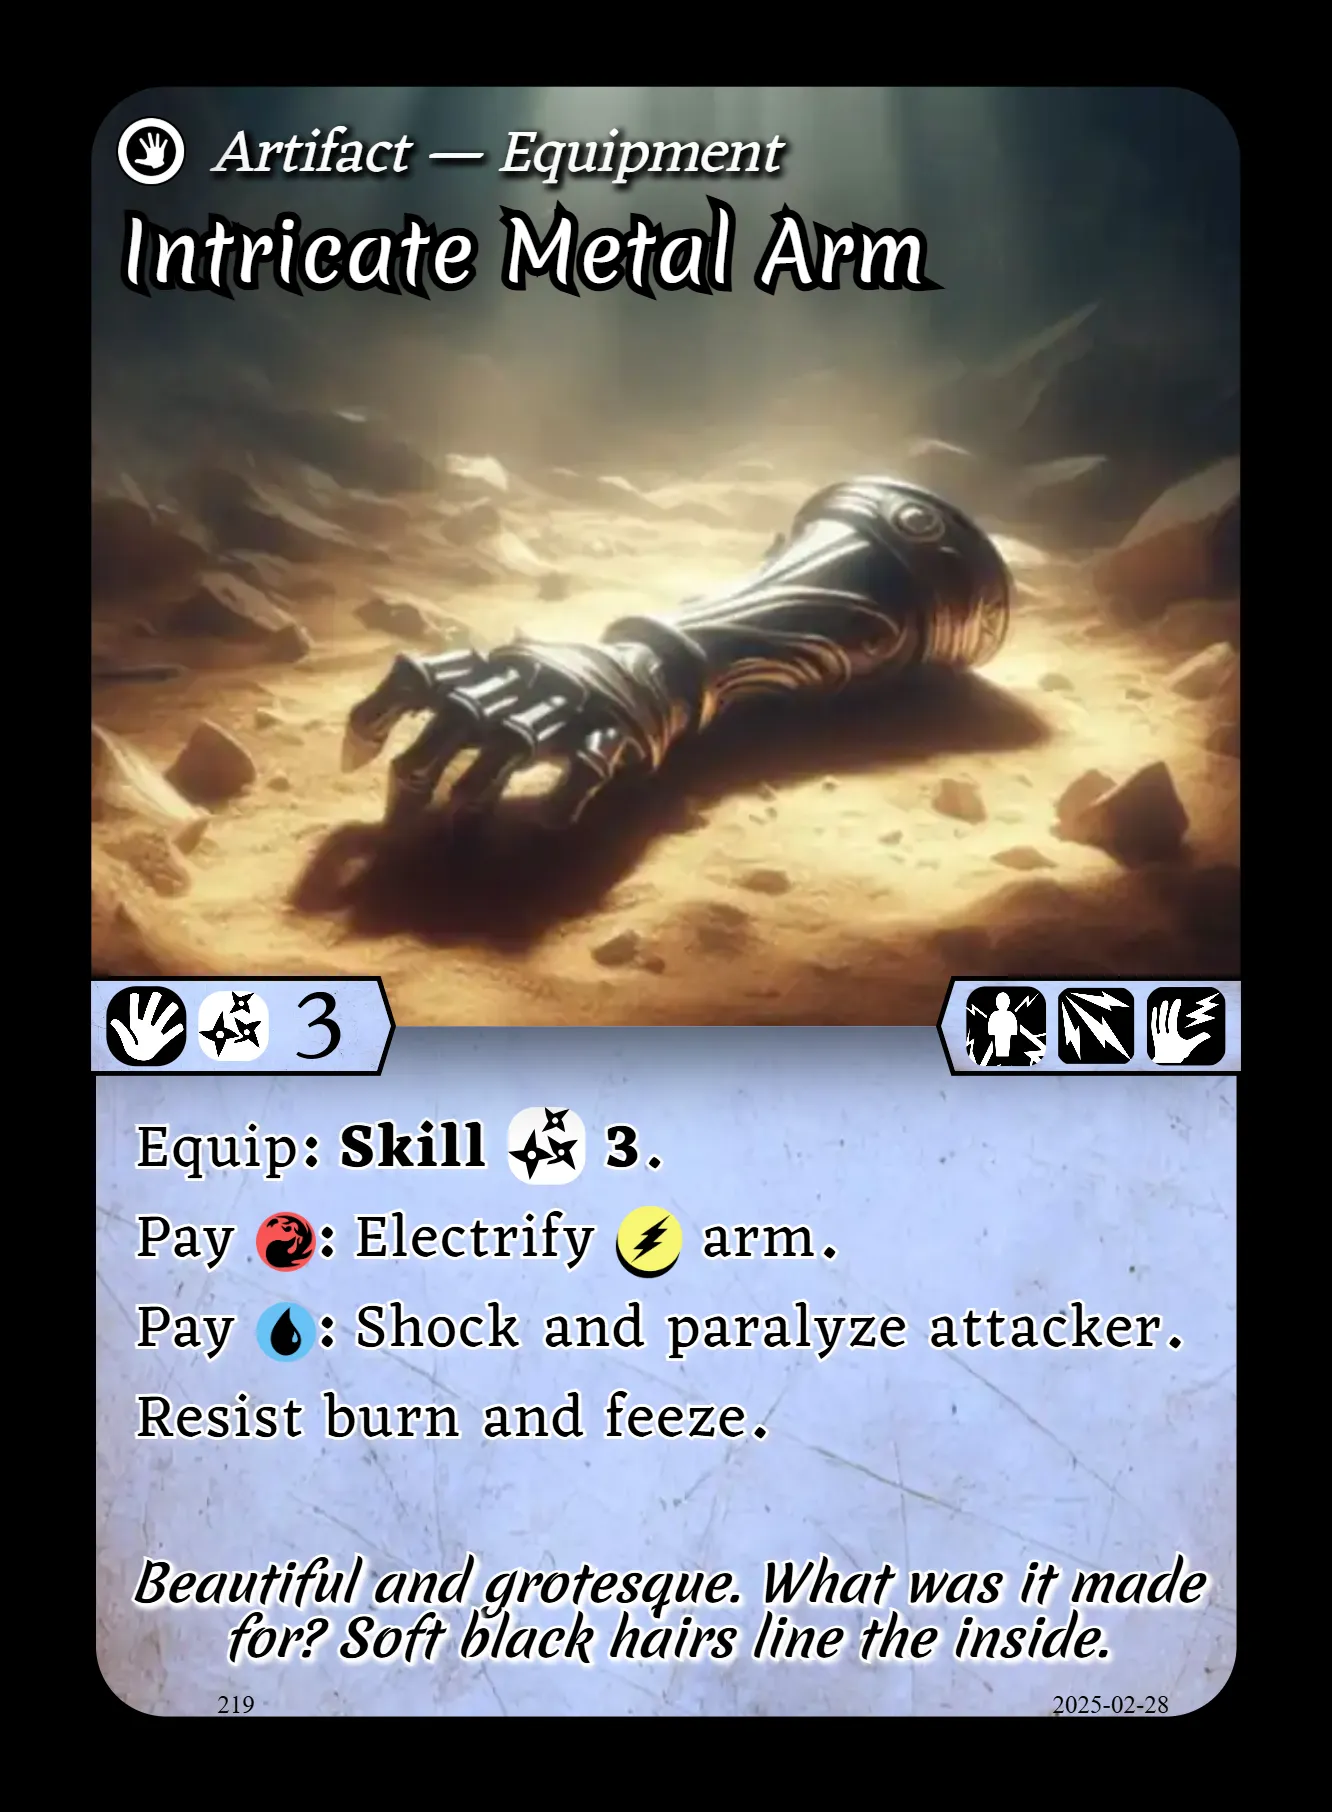 Artifact — Equipment
Intricate Metal Arm
3
Equip: Skill 3.
Pay : Electrify arm.
Pay : Shock and paralyze attacker.
Resist burn and feeze.
Beautiful and grotesque. What was it made
for? Soft black hairs line the inside.
219
2025-02-28